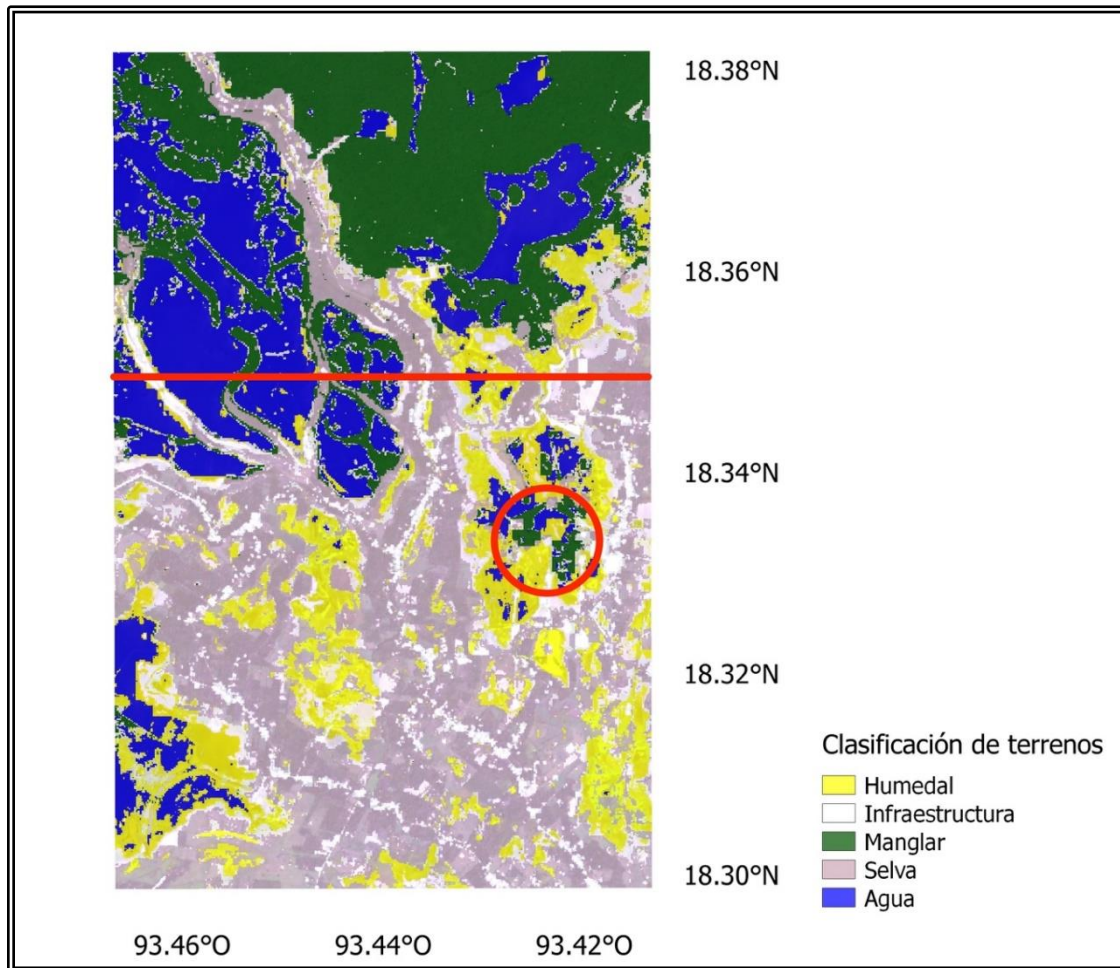 18.38°N
18.36°N
18.34°N
18.32°N
18.30°N
Clasificación de terrenos
Humedal
Infraestructura
Manglar
Selva
Agua
93.46°O 93.44°O 93.42°O